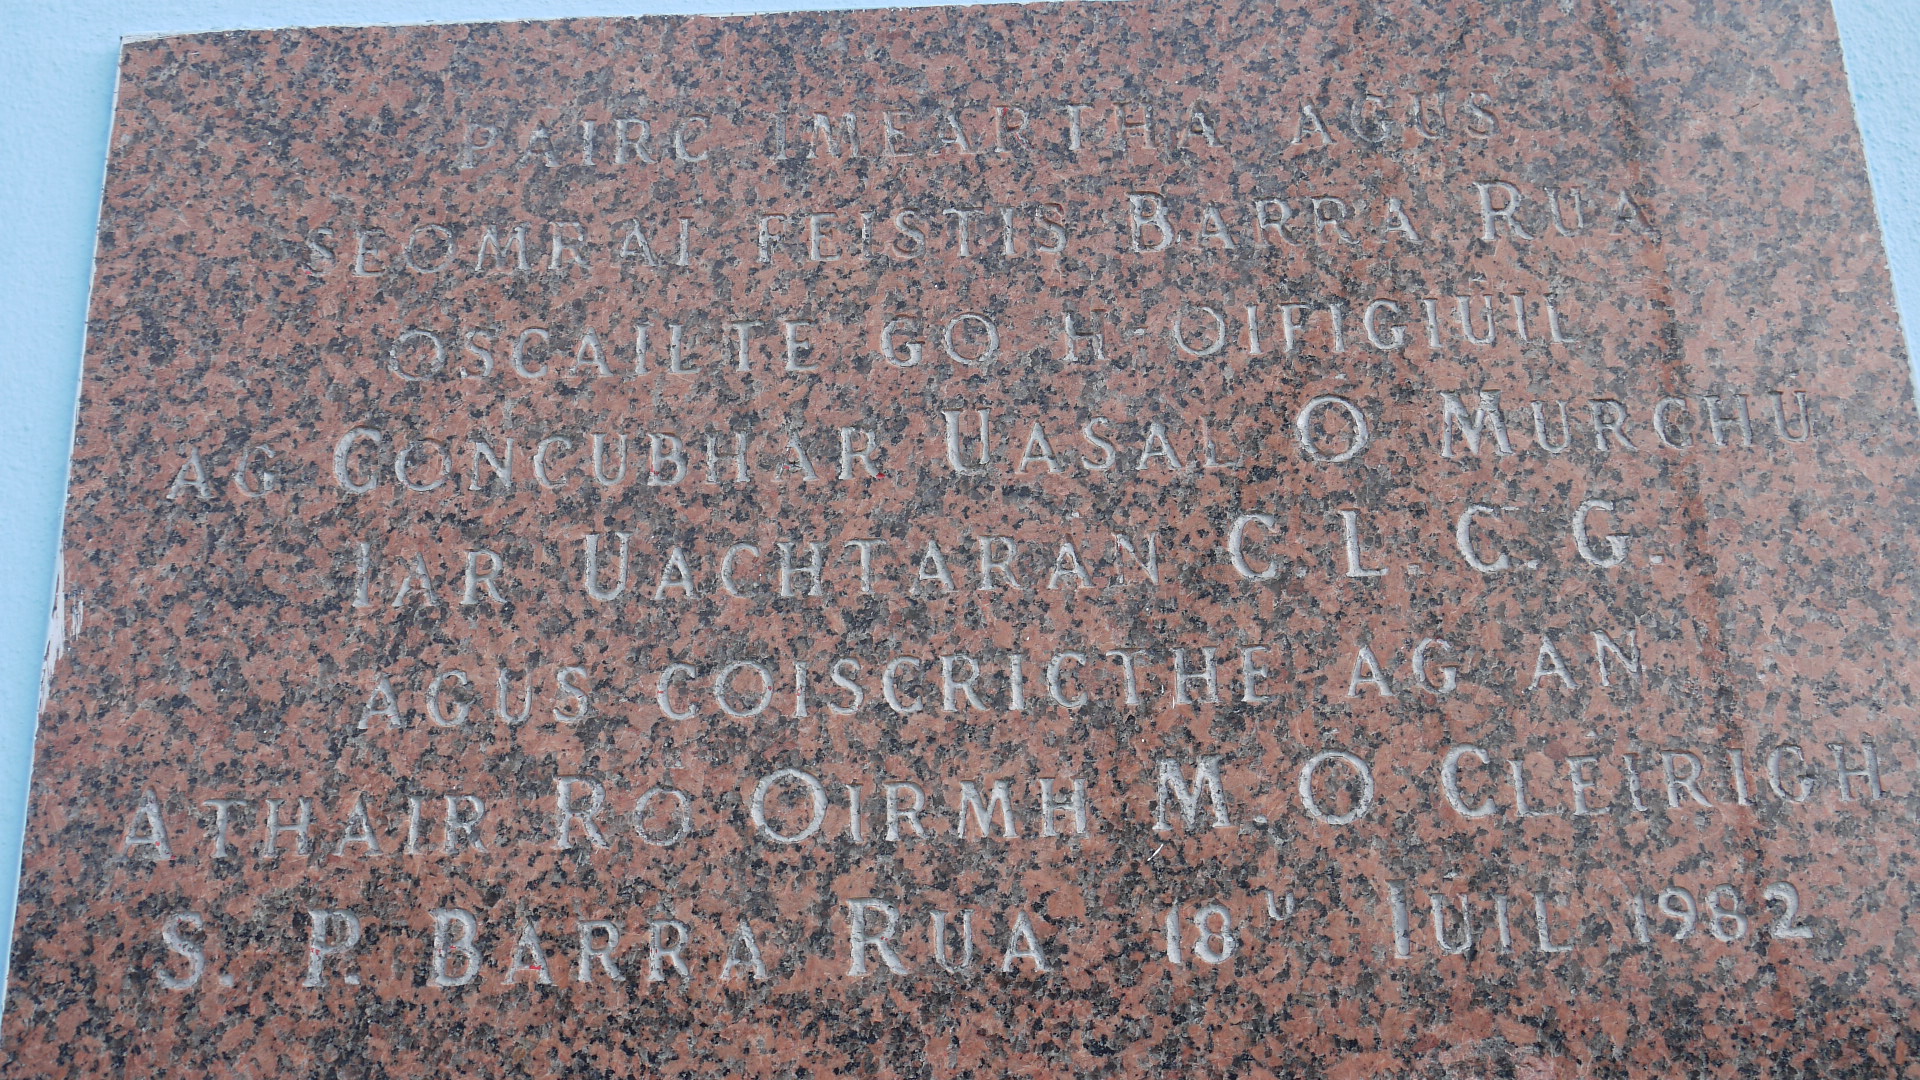 PAIRC IMEARTHA AGUS
SEOMRAI FEISTIS BARRA RUA
OSCAILTE GO H-OIFIGIÚIL
AG CONCUBHAR UASAL O MURCHU
IAR UACHTARAN C.L.C.G.
AGUS COISCRICTHE AG AN
ATHAIR RO OIRMH M.O CLEIRIGH
S.P. BARRA RUA 18U IUIL 1982